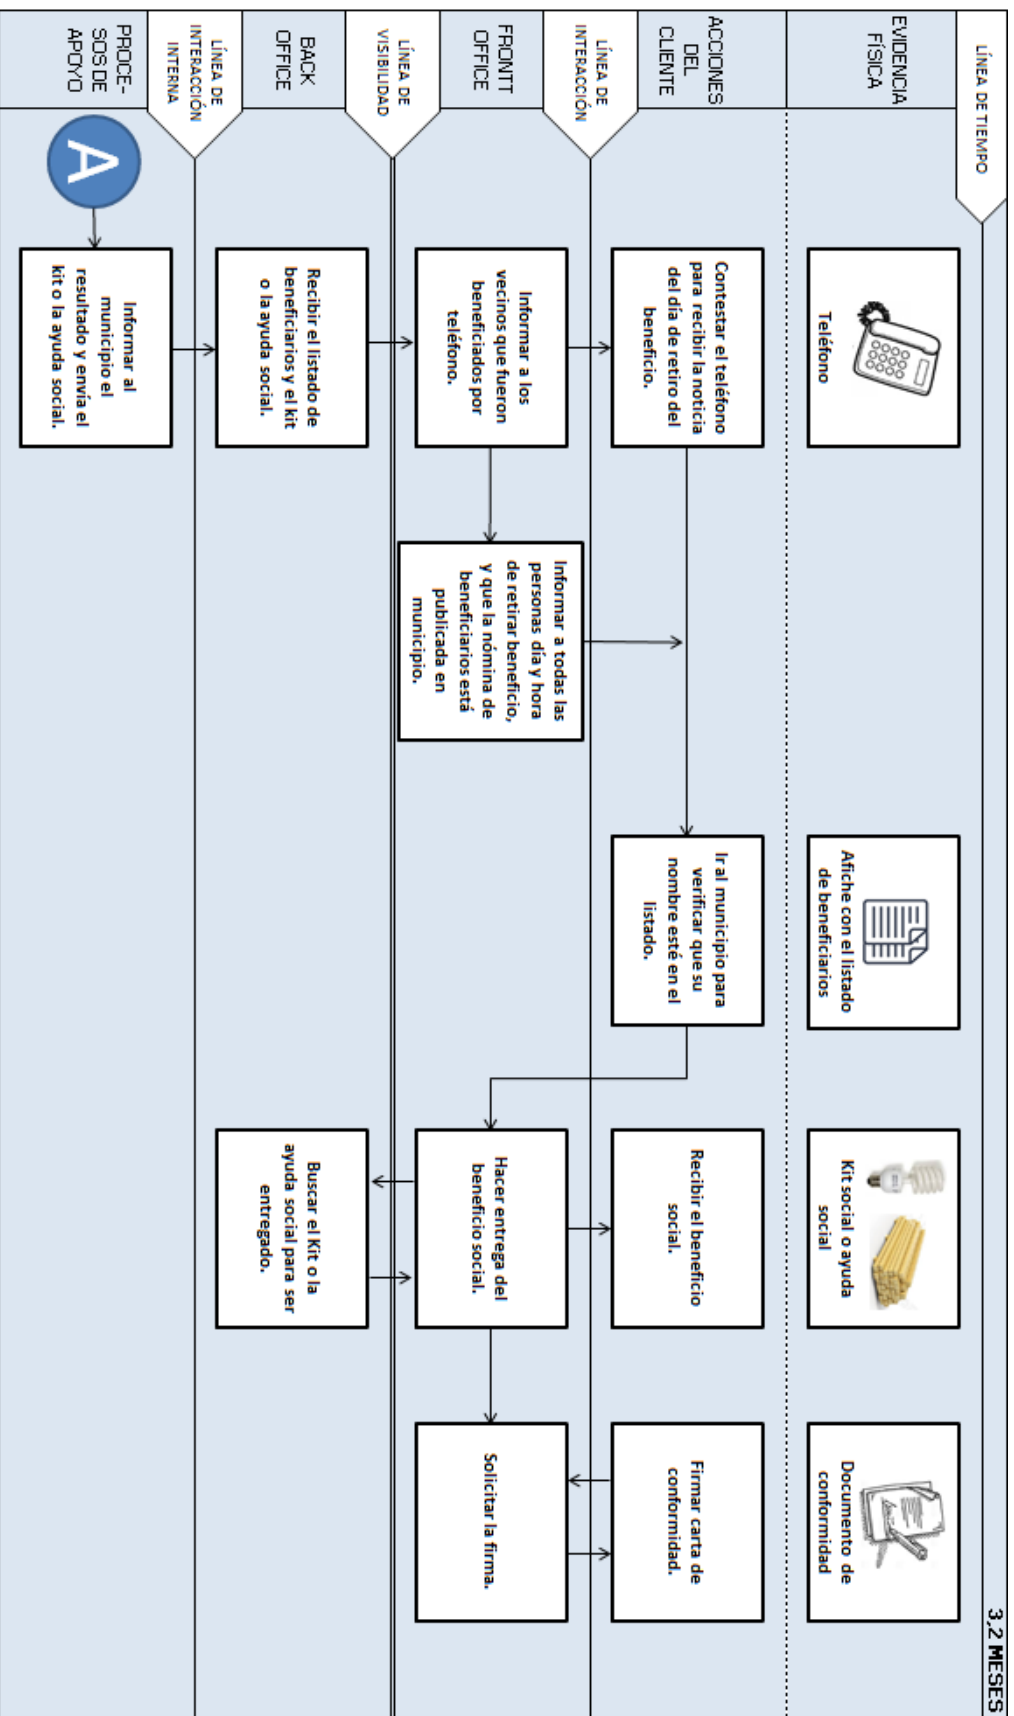 LÍNEA DE TIEMPO
3,2 MESES
EVIDENCIA
FÍSICA
Teléfono
Afiche con el listado
de beneficiarios
Kit social o ayuda
social
Documento de
conformidad
ACCIONES
DEL
CLIENTE
Contestar el teléfono
para recibir la noticia
del día de retiro del
beneficio.
Ir al municipio para
verificar que su
nombre esté en el
listado.
Recibir el beneficio
social.
Firmar carta de
conformidad.
LÍNEA DE
INTERACCIÓN
FRONTT
OFFICE
Informar a los
vecinos que fueron
beneficiados por
teléfono.
Informar a todas las
personas día y hora
de retirar beneficio,
y que la nómina de
beneficiarios está
publicada en
municipio.
Hacer entrega del
beneficio social.
Solicitar la firma.
LÍNEA DE
VISIBILIDAD
BACK
OFFICE
Recibir el listado de
beneficiarios y el kit
o la ayuda social.
Buscar el Kit o la
ayuda social para ser
entregado.
LÍNEA DE
INTERACCIÓN
INTERNA
PROCE-
SOS DE
APOYO
A
Informar al
municipio el
resultado y envía el
kit o la ayuda social.